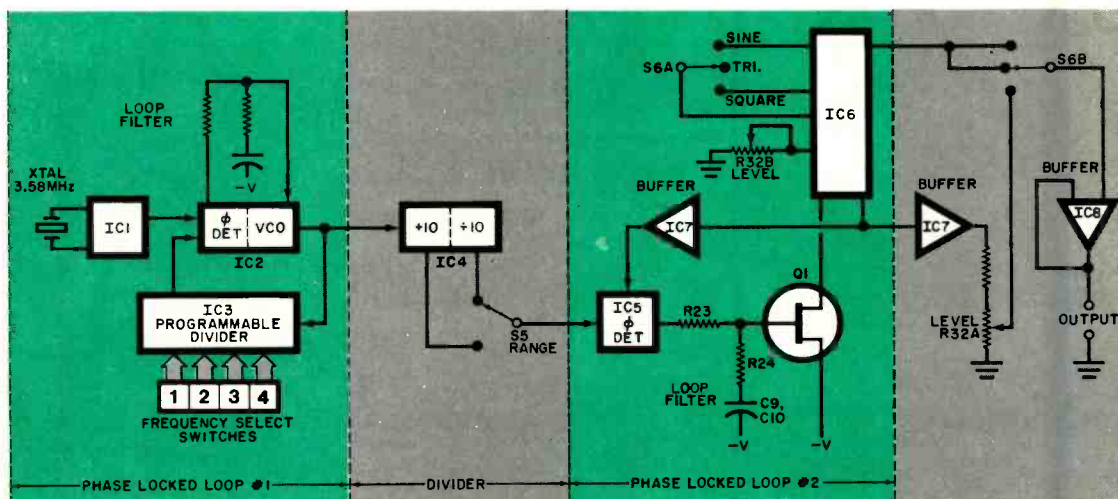 XTAL
3.58MHz
IC1
LOOP
FILTER
-V
φ
DET
VCO
IC2
IC3
PROGRAMMABLE
DIVIDER
1 2 3 4
FREQUENCY SELECT
SWITCHES
PHASE LOCKED LOOP #1
÷10 ÷10
IC4
S5
RANGE
DIVIDER
SINE
S6A
TRI.
SQUARE
IC6
R32B
LEVEL
BUFFER
IC7
IC5
φ
DET
R23
Q1
R24
LOOP
FILTER
C9,
C10
-V
-V
PHASE LOCKED LOOP #2
S6B
BUFFER
IC7
BUFFER
IC8
LEVEL
R32A
OUTPUT